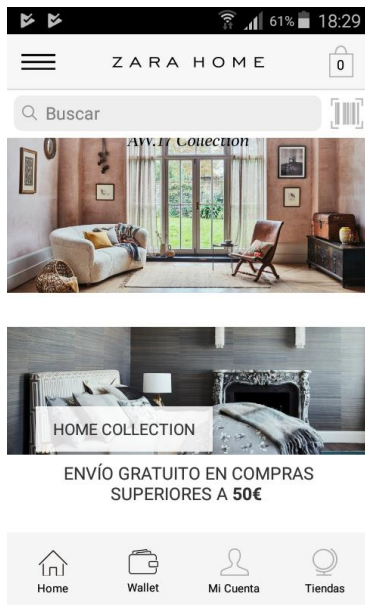 61% 18:29
ZARA HOME
0
Buscar
AW.17 Collection
HOME COLLECTION
ENVÍO GRATUITO EN COMPRAS
SUPERIORES A 50€
Home Wallet Mi Cuenta Tiendas